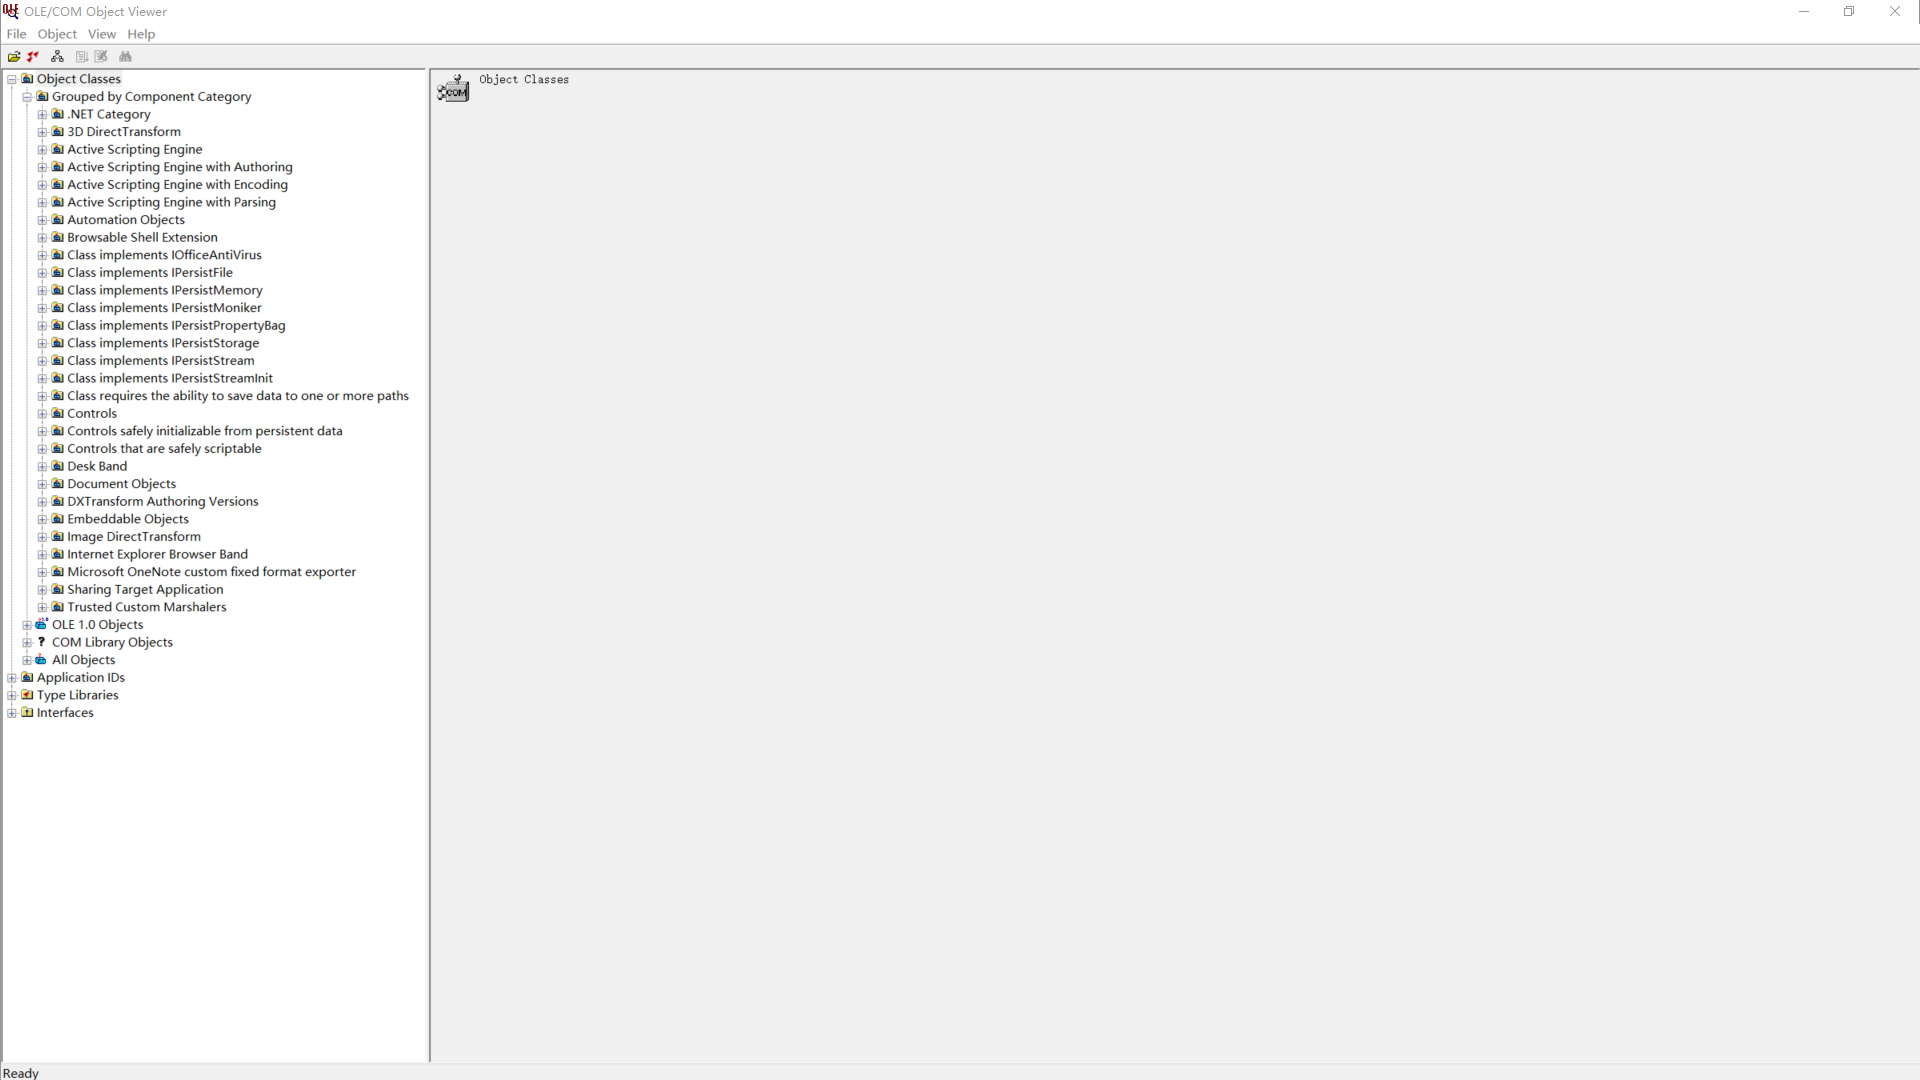 OLE/COM Object Viewer
File Object View Help
Object Classes
Grouped by Component Category
.NET Category
3D DirectTransform
Active Scripting Engine
Active Scripting Engine with Authoring
Active Scripting Engine with Encoding
Active Scripting Engine with Parsing
Automation Objects
Browsable Shell Extension
Class implements IOfficeAntiVirus
Class implements IPersistFile
Class implements IPersistMemory
Class implements IPersistMoniker
Class implements IPersistPropertyBag
Class implements IPersistStorage
Class implements IPersistStream
Class implements IPersistStreamInit
Class requires the ability to save data to one or more paths
Controls
Controls safely initializable from persistent data
Controls that are safely scriptable
Desk Band
Document Objects
DXTransform Authoring Versions
Embeddable Objects
Image DirectTransform
Internet Explorer Browser Band
Microsoft OneNote custom fixed format exporter
Sharing Target Application
Trusted Custom Marshalers
OLE 1.0 Objects
? COM Library Objects
All Objects
Application IDs
Type Libraries
Interfaces
COM
Object Classes
Ready